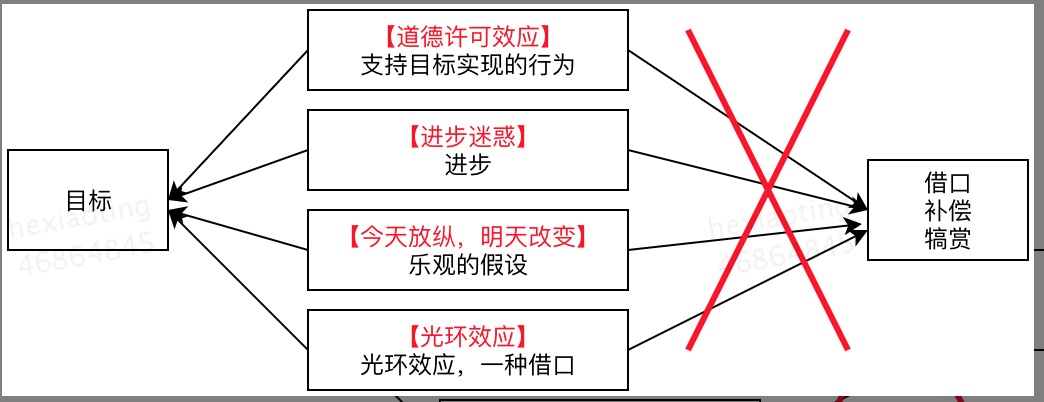 【道德许可效应】
支持目标实现的行为
【进步迷惑】
进步
目标
借口
补偿
犒赏
hexiaoting
46864845
hexiaoting
46864845
【今天放纵，明天改变】
乐观的假设
【光环效应】
光环效应，一种借口